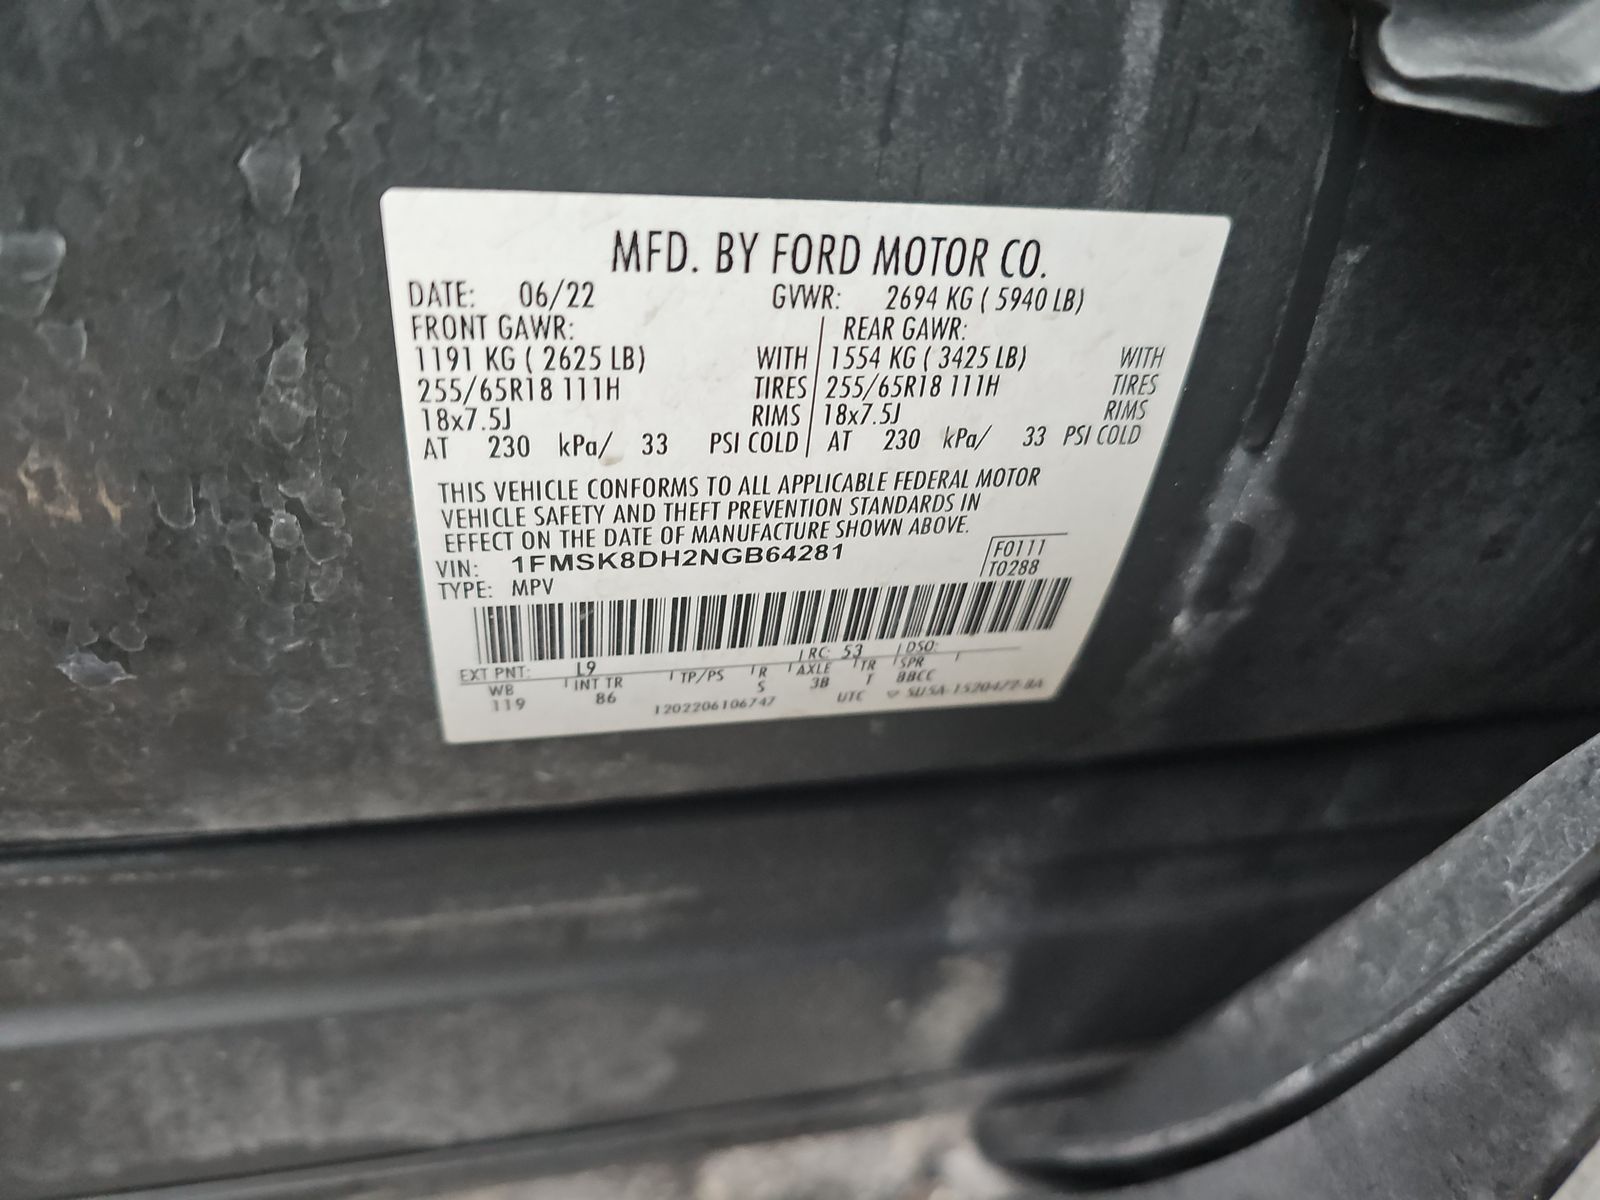 MFD. BY FORD MOTOR CO.
DATE: 06/22 GVWR: 2694 KG ( 5940 LB)
FRONT GAWR: REAR GAWR:
1191 KG ( 2625 LB) WITH 1554 KG ( 3425 LB) WITH
255/65R18 111H TIRES 255/65R18 111H TIRES
18x7.5J RIMS 18x7.5J RIMS
AT 230 kPa/ 33 PSI COLD AT 230 kPa/ 33 PSI COLD
THIS VEHICLE CONFORMS TO ALL APPLICABLE FEDERAL MOTOR
VEHICLE SAFETY AND THEFT PREVENTION STANDARDS IN
EFFECT ON THE DATE OF MANUFACTURE SHOWN ABOVE.
VIN: 1FMSK8DH2NGB64281 F0111
TYPE: MPV T0288
EXT PNT: L9 RC: 53 DSO:
WB INT TR TP/PS R AXLE TR SPR
119 86 S 3B T BBCC
1202206106747 UTC SU5A-1520472-BA